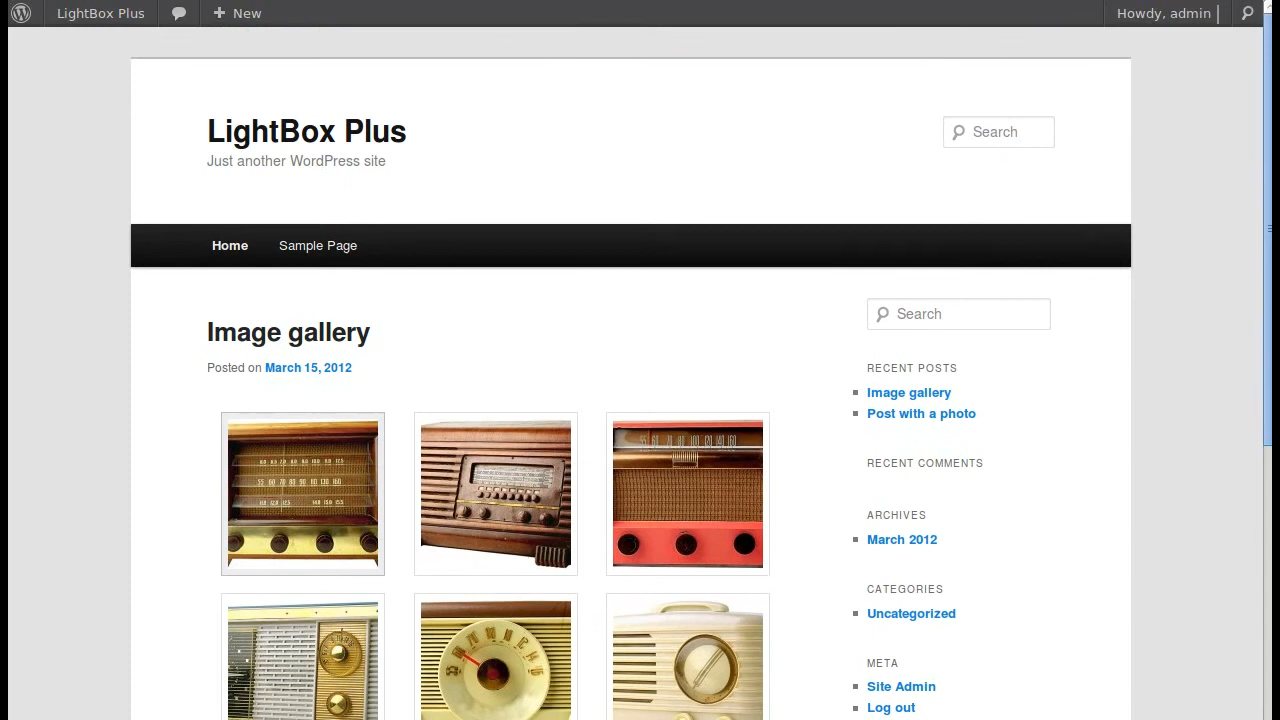 LightBox Plus
New
Howdy, admin
LightBox Plus
Just another WordPress site
Search
Home
Sample Page
Image gallery
Posted on March 15, 2012
Search
RECENT POSTS
Image gallery
Post with a photo
RECENT COMMENTS
ARCHIVES
March 2012
CATEGORIES
Uncategorized
META
Site Admin
Log out